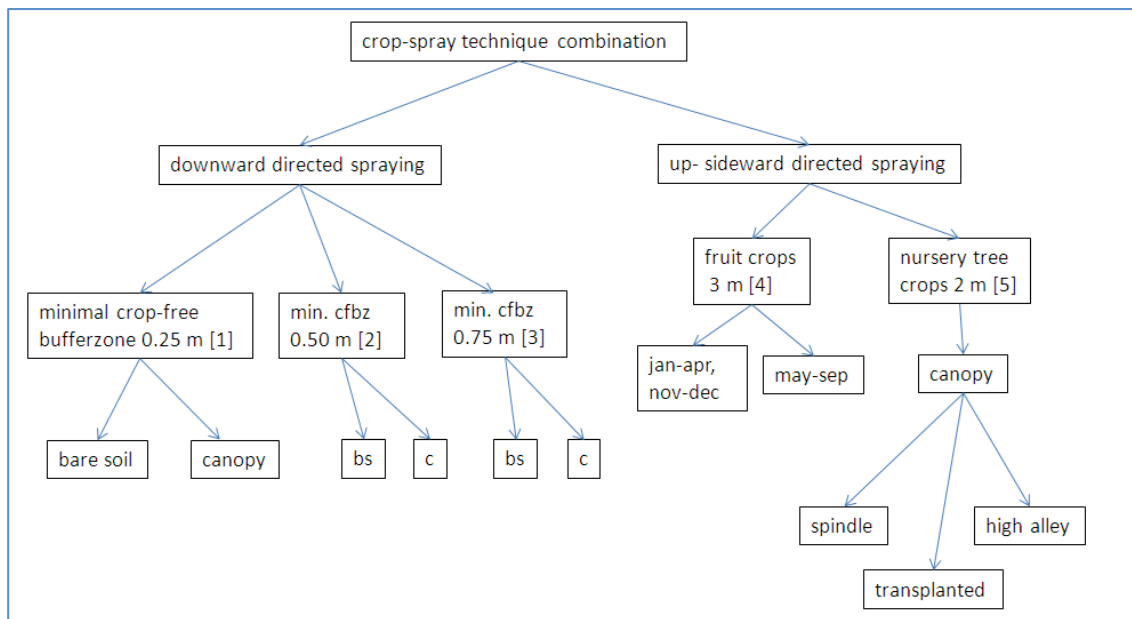 crop-spray technique combination
downward directed spraying
up- sideward directed spraying
minimal crop-free
bufferzone 0.25 m [1]
min. cfbz
0.50 m [2]
min. cfbz
0.75 m [3]
fruit crops
3 m [4]
nursery tree
crops 2 m [5]
bare soil
canopy
bs
c
bs
c
jan-apr,
nov-dec
may-sep
canopy
spindle
high alley
transplanted